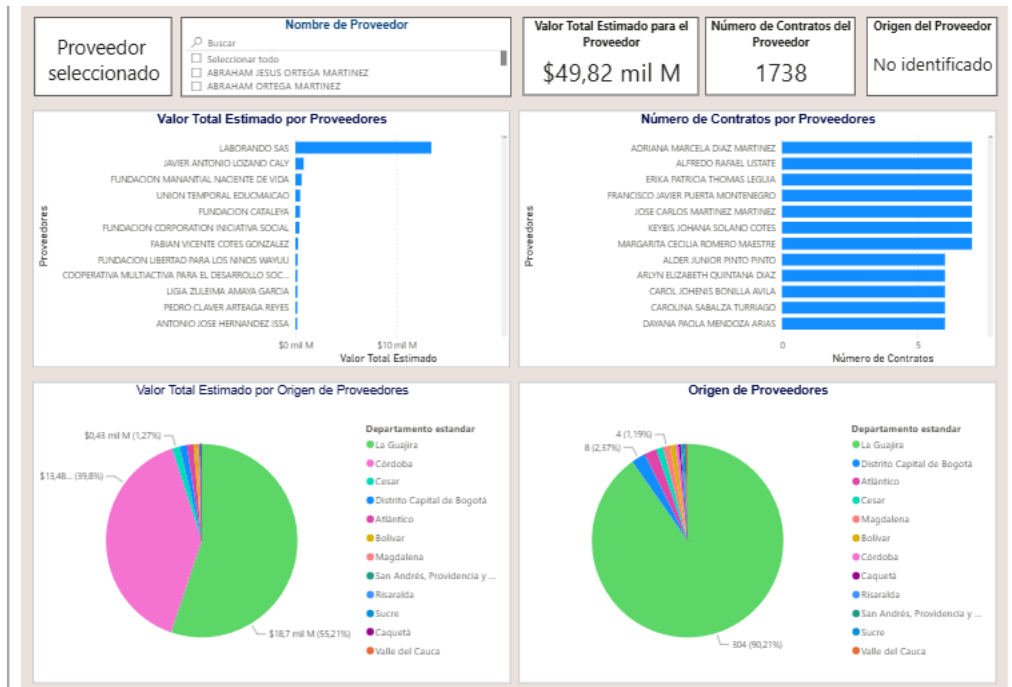 Proveedor
seleccionado
Nombre de Proveedor
Buscar
Seleccionar todo
ABRAHAM JESUS ORTEGA MARTINEZ
ABRAHAM ORTEGA MARTINEZ
Valor Total Estimado para el
Proveedor
$49,82 mil M
Número de Contratos del
Proveedor
1738
Origen del Proveedor
No identificado
Valor Total Estimado por Proveedores
Proveedores
LABORANDO SAS
JAVIER ANTONIO LOZANO CALY
FUNDACION MANANTIAL NACIENTE DE VIDA
UNION TEMPORAL EDUCMAICAO
FUNDACION CATALEYA
FUNDACION CORPORATION INICIATIVA SOCIAL
FABIAN VICENTE COTES GONZALEZ
FUNDACION LIBERTAD PARA LOS NINOS WAYUU
COOPERATIVA MULTIACTIVA PARA EL DESARROLLO SOC...
LIGIA ZULEIMA AMAYA GARCIA
PEDRO CLAVER ARTEAGA REYES
ANTONIO JOSE HERNANDEZ ISSA
$0 mil M
$10 mil M
Valor Total Estimado
Número de Contratos por Proveedores
Proveedores
ADRIANA MARCELA DIAZ MARTINEZ
ALFREDO RAFAEL USTATE
ERIKA PATRICIA THOMAS LEGUIA
FRANCISCO JAVIER PUERTA MONTENEGRO
JOSE CARLOS MARTINEZ MARTINEZ
KEYBIS JOHANA SOLANO COTES
MARGARITA CECILIA ROMERO MAESTRE
ALDER JUNIOR PINTO PINTO
ARLYN ELIZABETH QUINTANA DIAZ
CAROL JOHENIS BONILLA AVILA
CAROLINA SABALZA TURRIAGO
DAYANA PAOLA MENDOZA ARIAS
0
5
Número de Contratos
Valor Total Estimado por Origen de Proveedores
$0,43 mil M (1,27%)
$13,48... (39,8%)
$18,7 mil M (55,21%)
Departamento estandar
La Guajira
Córdoba
Cesar
Distrito Capital de Bogotá
Atlántico
Bolívar
Magdalena
San Andrés, Providencia y ...
Risaralda
Sucre
Caquetá
Valle del Cauca
Origen de Proveedores
4 (1,19%)
8 (2,37%)
304 (90,21%)
Departamento estandar
La Guajira
Distrito Capital de Bogotá
Atlántico
Cesar
Magdalena
Bolívar
Córdoba
Caquetá
Risaralda
San Andrés, Providencia y ...
Sucre
Valle del Cauca